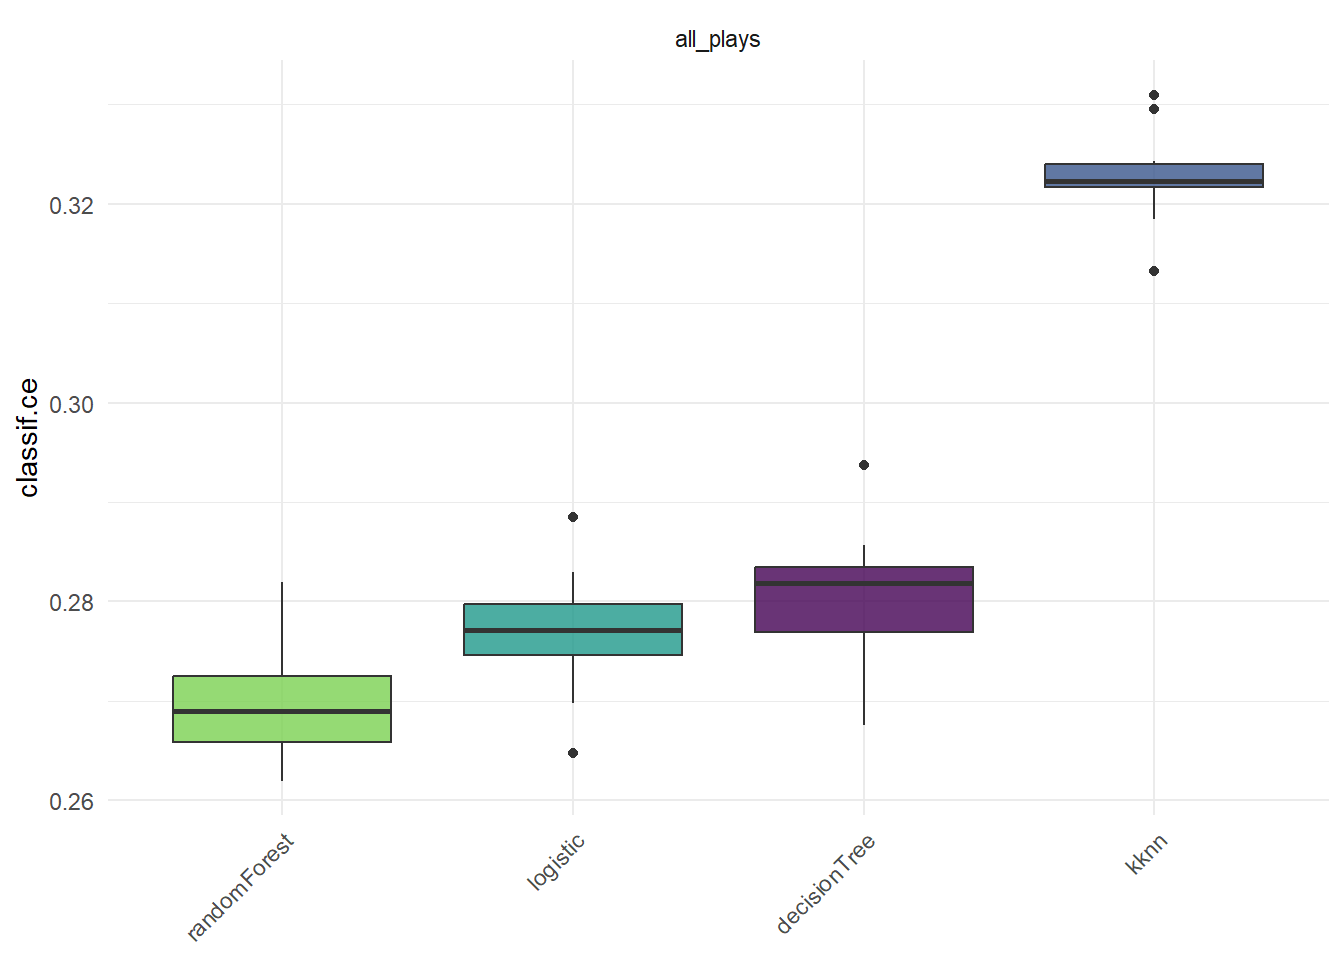 all_plays
classif.ce
0.32
0.30
0.28
0.26
randomForest
logistic
decisionTree
kknn